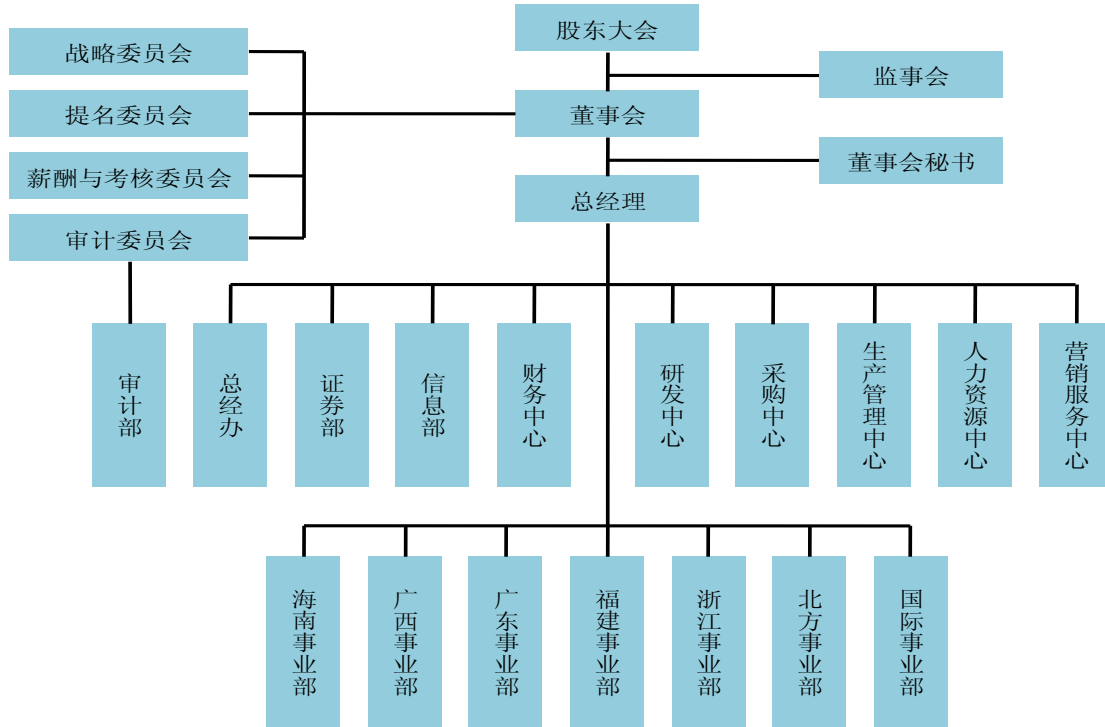 股东大会
战略委员会
监事会
提名委员会
董事会
薪酬与考核委员会
董事会秘书
总经理
审计委员会
审计部
总经办
证券部
信息部
财务中心
研发中心
采购中心
生产管理中心
人力资源中心
营销服务中心
海南事业部
广西事业部
广东事业部
福建事业部
浙江事业部
北方事业部
国际事业部